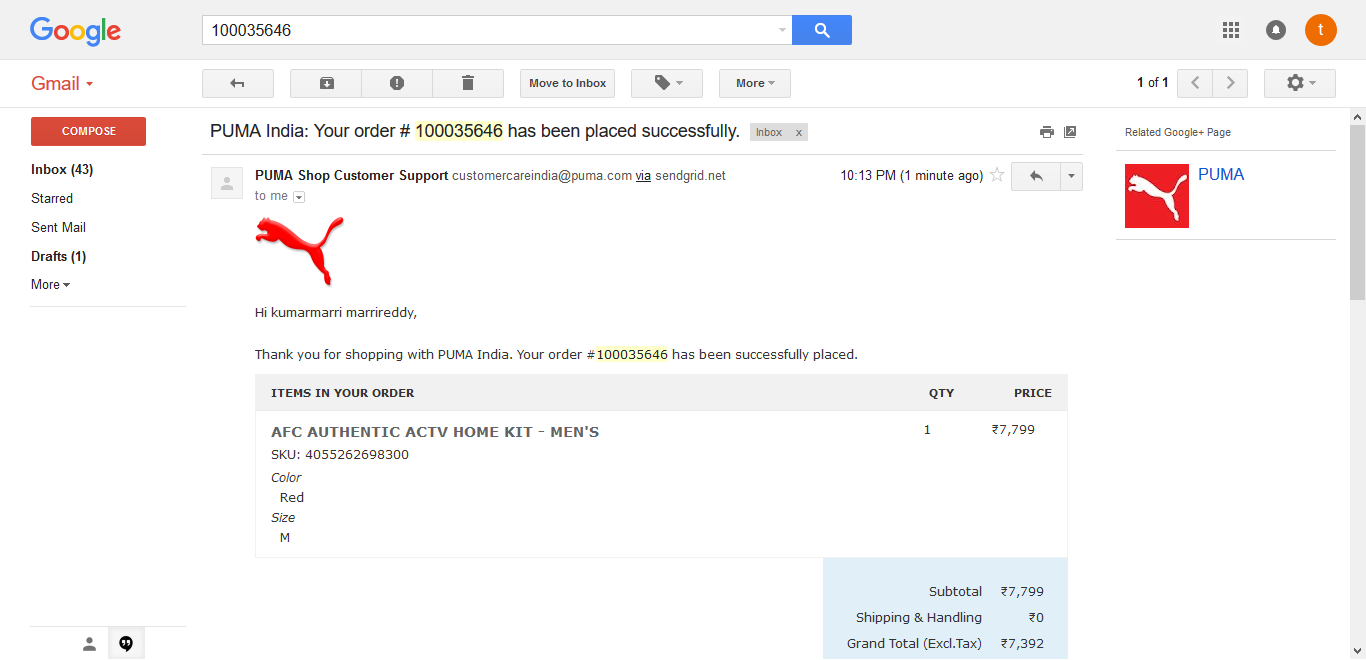 Google
100035646
t
Gmail
Move to Inbox
More
1 of 1
COMPOSE
Inbox (43)
Starred
Sent Mail
Drafts (1)
More
PUMA India: Your order # 100035646 has been placed successfully.
Inbox x
PUMA Shop Customer Support customercareindia@puma.com via sendgrid.net
10:13 PM (1 minute ago)
to me
Hi kumarmarri marrireddy,
Thank you for shopping with PUMA India. Your order #100035646 has been successfully placed.
ITEMS IN YOUR ORDER QTY PRICE
AFC AUTHENTIC ACTV HOME KIT - MEN'S 1 ₹7,799
SKU: 4055262698300
Color
Red
Size
M
Subtotal ₹7,799
Shipping & Handling ₹0
Grand Total (Excl.Tax) ₹7,392
Related Google+ Page
PUMA